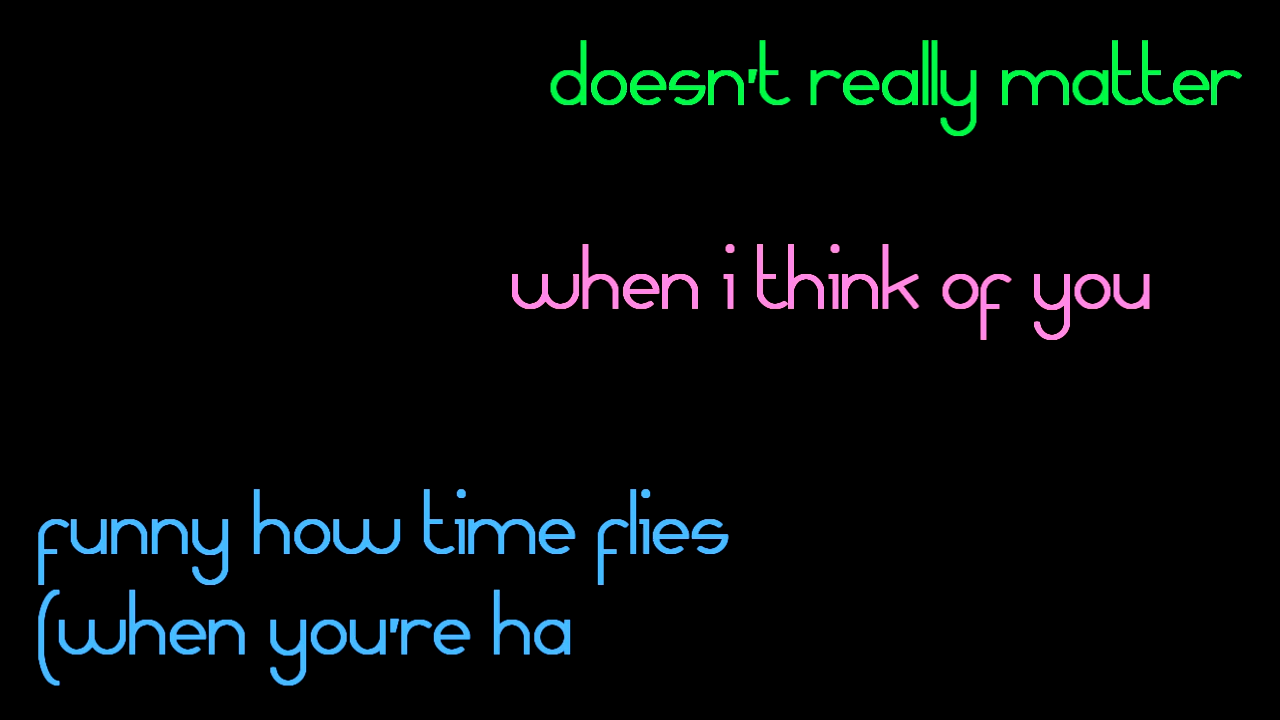 doesn't really matter
when i think of you
funny how time flies
(when you're ha